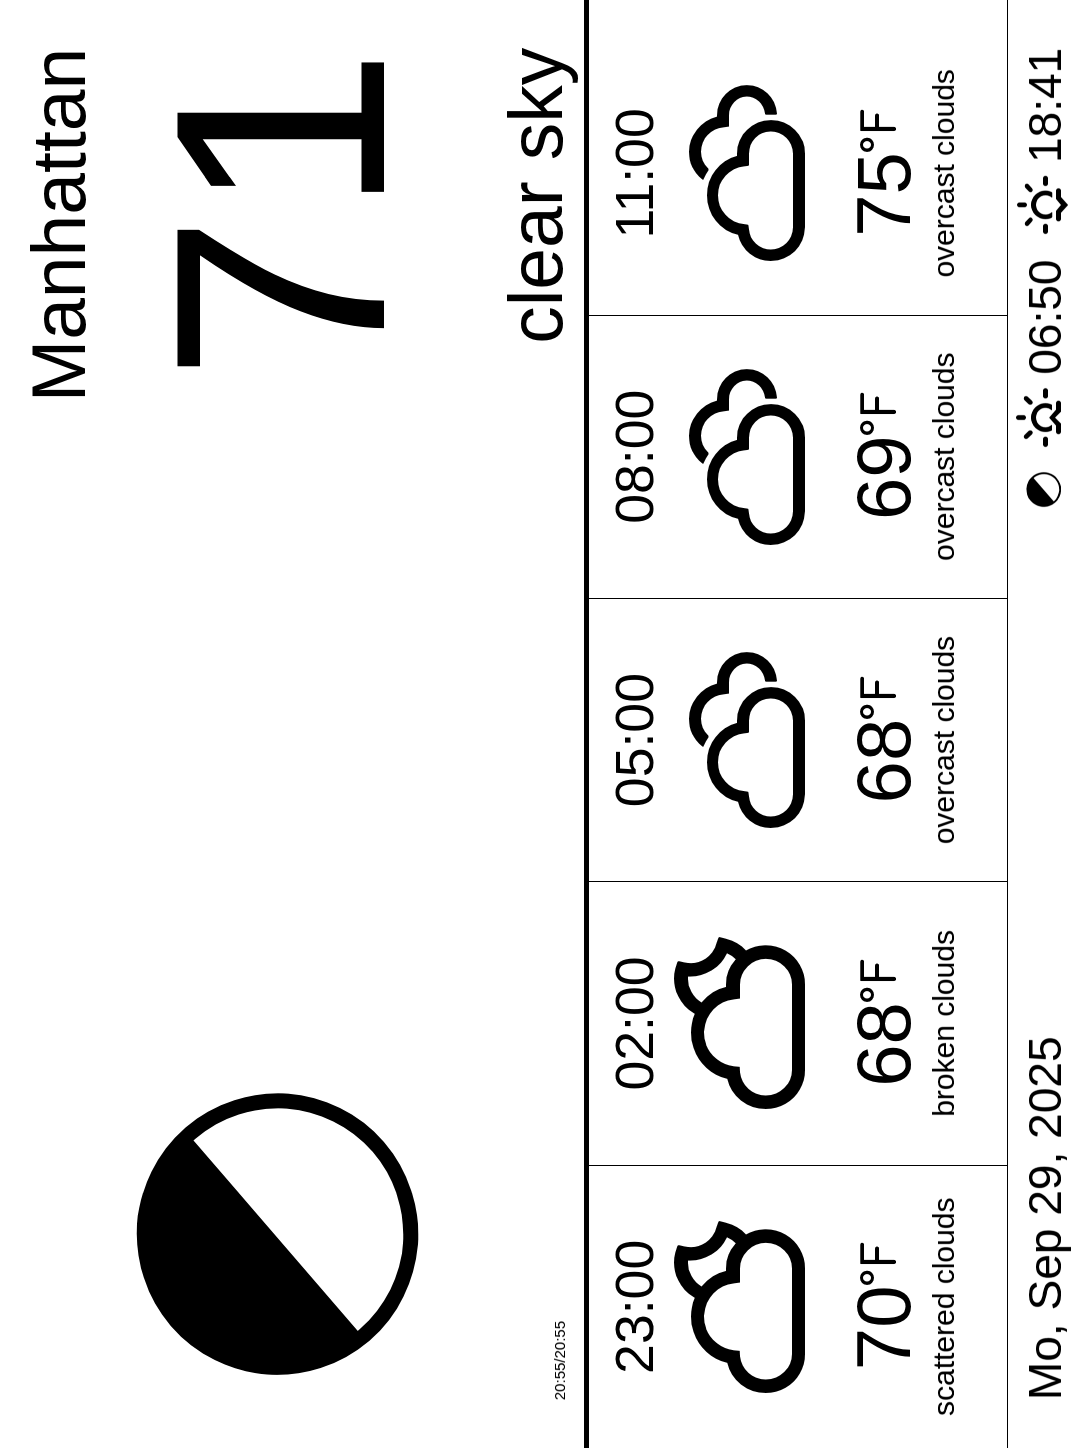 Manhattan
71
clear sky
20:55/20:55
23:00 02:00 05:00 08:00 11:00
70°F 68°F 68°F 69°F 75°F
scattered clouds broken clouds overcast clouds overcast clouds overcast clouds
Mo, Sep 29, 2025 06:50 18:41